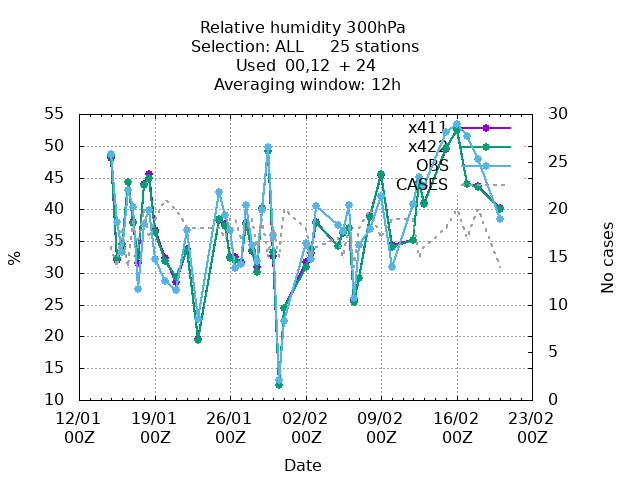 Relative humidity 300hPa
Selection: ALL 25 stations
Used 00,12 + 24
Averaging window: 12h
55
50
45
40
35
30
25
20
15
10
30
25
20
15
10
5
0
x411
x422
OBS
CASES
%
No cases
12/01 19/01 26/01 02/02 09/02 16/02 23/02
00Z 00Z 00Z 00Z 00Z 00Z 00Z
Date